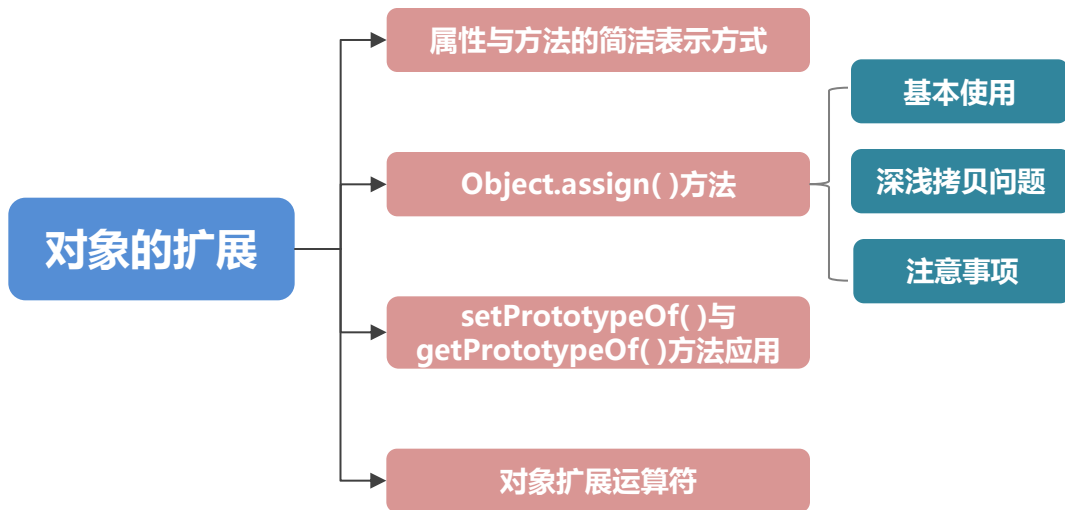 对象的扩展
属性与方法的简洁表示方式
Object.assign( )方法
基本使用
深浅拷贝问题
注意事项
setPrototypeOf( )与
getPrototypeOf( )方法应用
对象扩展运算符